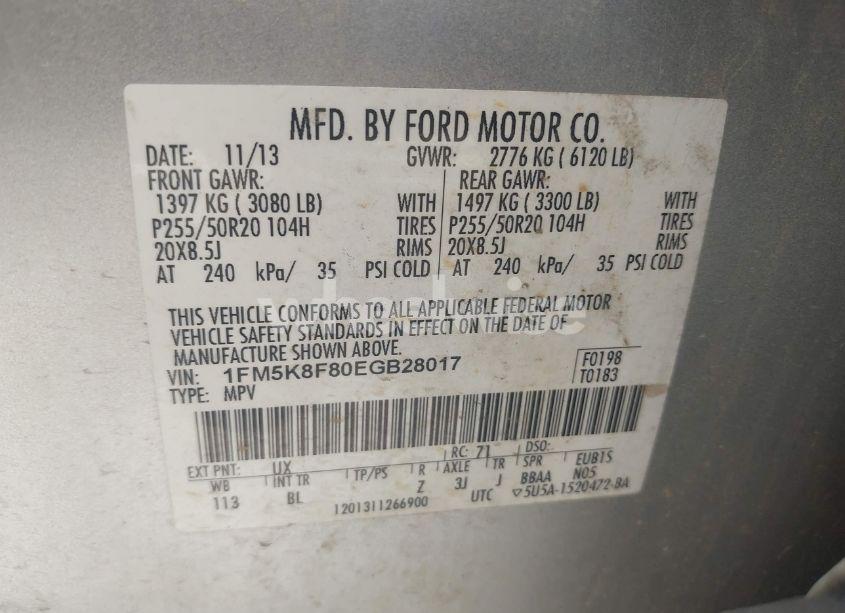 MFD. BY FORD MOTOR CO.
DATE: 11/13 GVWR: 2776 KG ( 6120 LB)
FRONT GAWR: REAR GAWR:
1397 KG ( 3080 LB) WITH 1497 KG ( 3300 LB) WITH
P255/50R20 104H TIRES P255/50R20 104H TIRES
20X8.5J RIMS 20X8.5J RIMS
AT 240 kPa/ 35 PSI COLD AT 240 kPa/ 35 PSI COLD
THIS VEHICLE CONFORMS TO ALL APPLICABLE FEDERAL MOTOR
VEHICLE SAFETY STANDARDS IN EFFECT ON THE DATE OF
MANUFACTURE SHOWN ABOVE.
VIN: 1FM5K8F80EGB28017 F0198
TYPE: MPV T0183
EXT PNT: UX RC: 71 DSO:
WB INT TR TP/PS R AXLE TR SPR EUB1S
113 BL Z 3J J BBAA N05
1201311266900 UTC ▽5U5A-1520472-BA